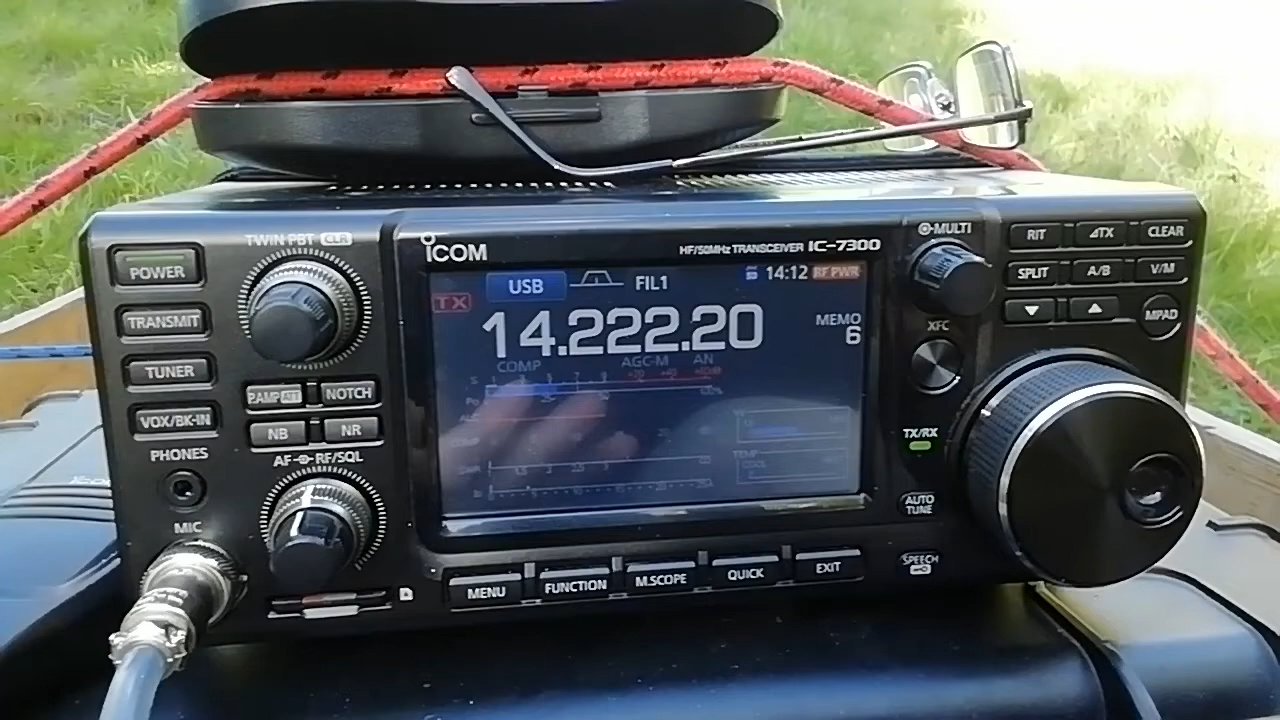 TWIN PBT CLR
ICOM
HF/50MHz TRANSCEIVER IC-7300
POWER
TRANSMIT
TUNER
VOX/BK-IN
PHONES
MIC
P.AMP ATT
NOTCH
NB
NR
AF RF/SQL
USB
FIL1
14:12
RF PWR
TX
14.222.20
MEMO
6
COMP
AGC-M
AN
MENU
FUNCTION
M.SCOPE
QUICK
EXIT
MULTI
XFC
TX/RX
AUTO
TUNE
SPEECH
RIT
⊿TX
CLEAR
SPLIT
A/B
V/M
▼
▲
MPAD